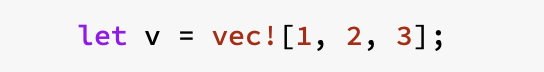 let v = vec![1, 2, 3];